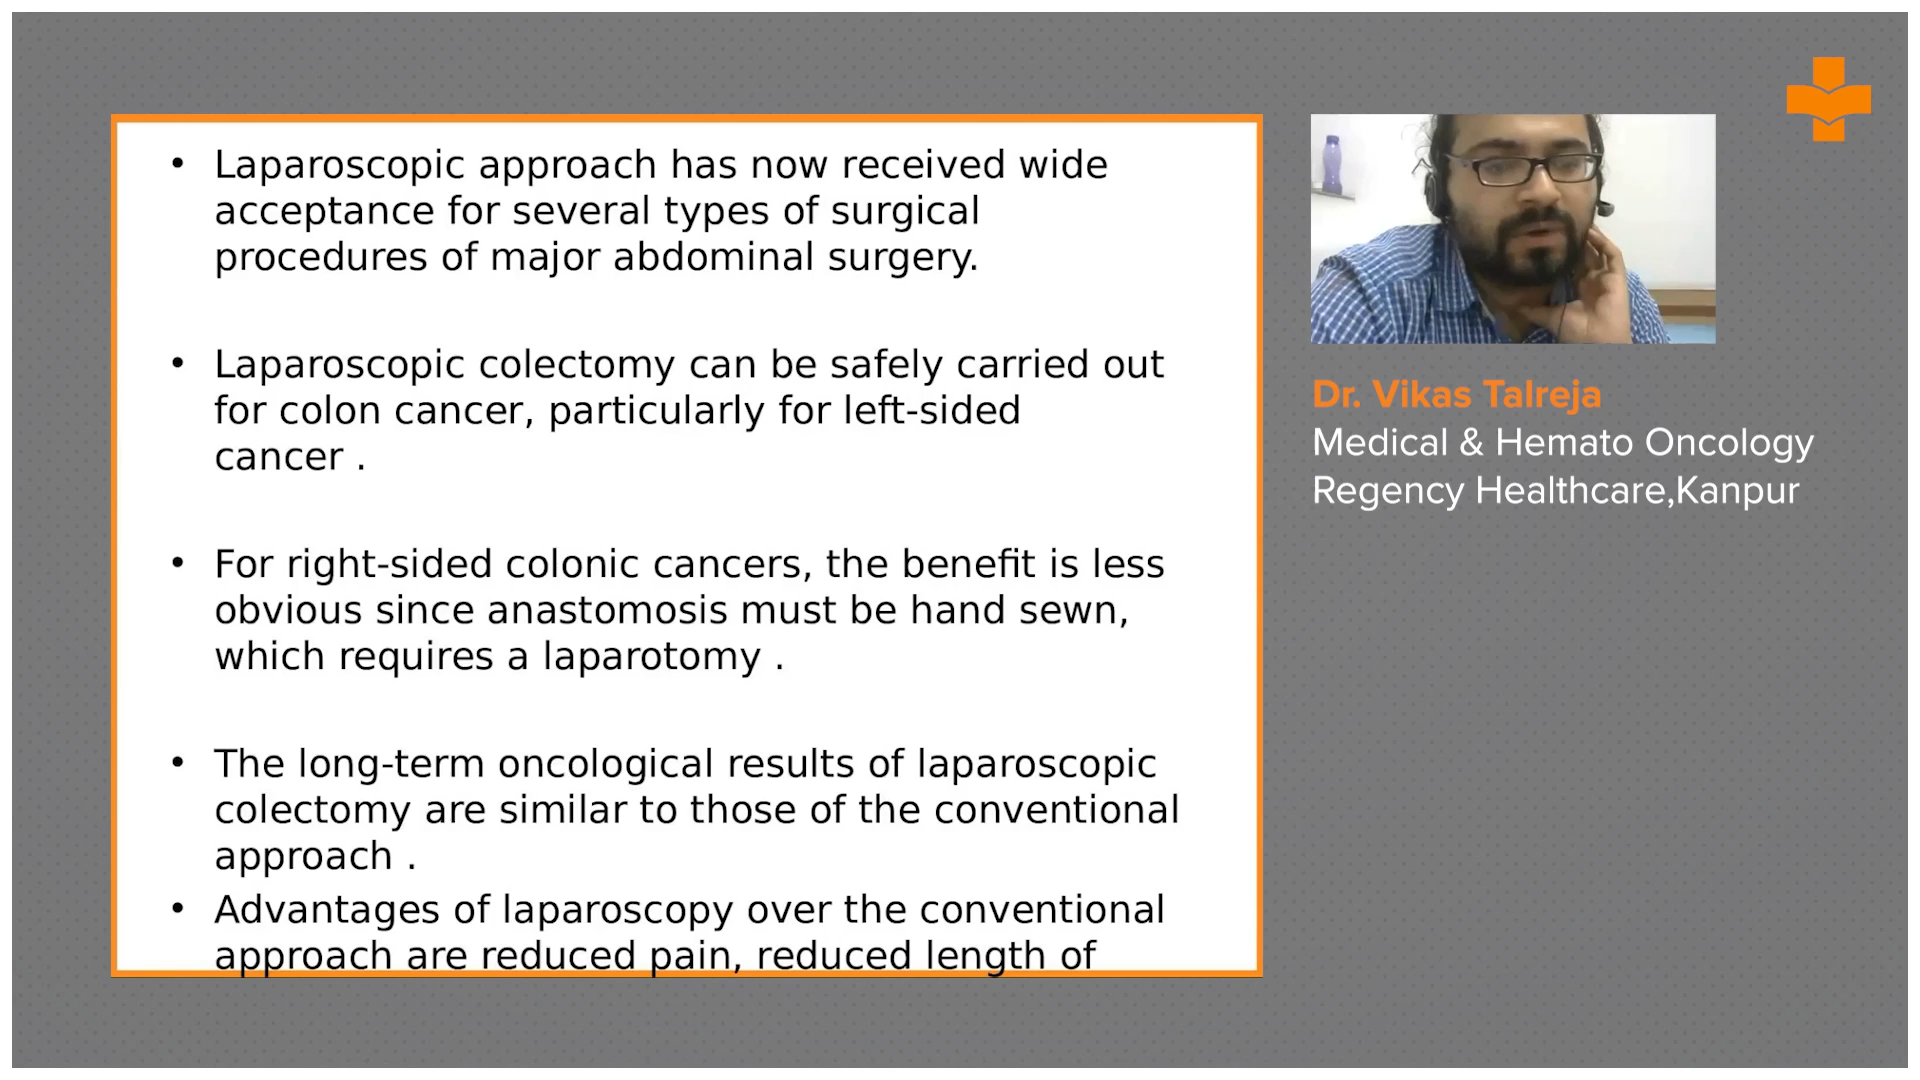 • Laparoscopic approach has now received wide
acceptance for several types of surgical
procedures of major abdominal surgery.
• Laparoscopic colectomy can be safely carried out
for colon cancer, particularly for left-sided
cancer .
• For right-sided colonic cancers, the benefit is less
obvious since anastomosis must be hand sewn,
which requires a laparotomy .
• The long-term oncological results of laparoscopic
colectomy are similar to those of the conventional
approach .
• Advantages of laparoscopy over the conventional
approach are reduced pain, reduced length of
Dr. Vikas Talreja
Medical & Hemato Oncology
Regency Healthcare,Kanpur